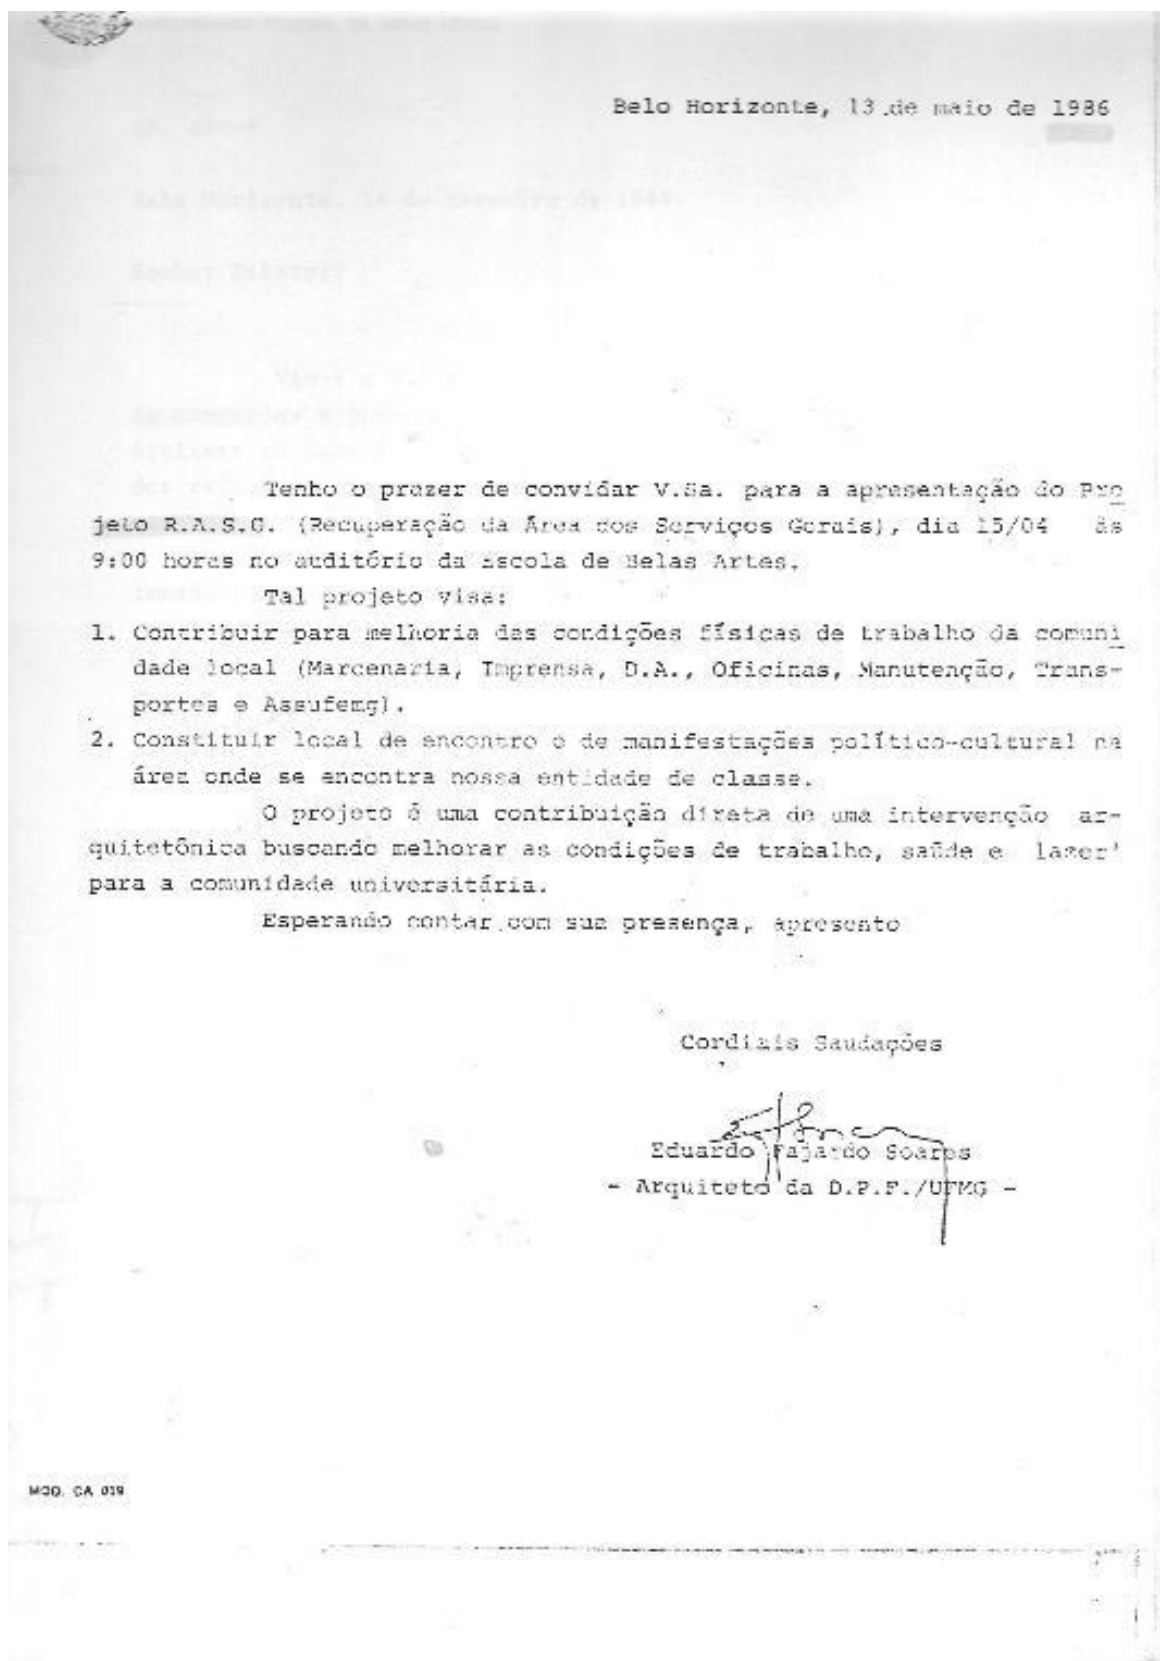 Belo Horizonte, 13 de maio de 1986
Belo Horizonte, 14 de
Tenho o prazer de convidar V.Sa. para a apresentação do Pro
jeto R.A.S.G. (Recuperação da Área dos Serviços Gerais), dia 15/04 às
9:00 horas no auditório da Escola de Belas Artes.
Tal projeto visa:
1. Contribuir para melhoria das condições físicas de trabalho da comuni
dade local (Marcenaria, Imprensa, D.A., Oficinas, Manutenção, Trans-
portes e Assufemg).
2. Constituir local de encontro e de manifestações político-cultural na
área onde se encontra nossa entidade de classe.
O projeto é uma contribuição direta de uma intervenção ar-
quitetônica buscando melhorar as condições de trabalho, saúde e lazer'
para a comunidade universitária.
Esperando contar com sua presença, apresento
Cordiais Saudações
Eduardo Fajardo Soares
- Arquiteto da D.P.F./UFMG -
MOD. CA 019